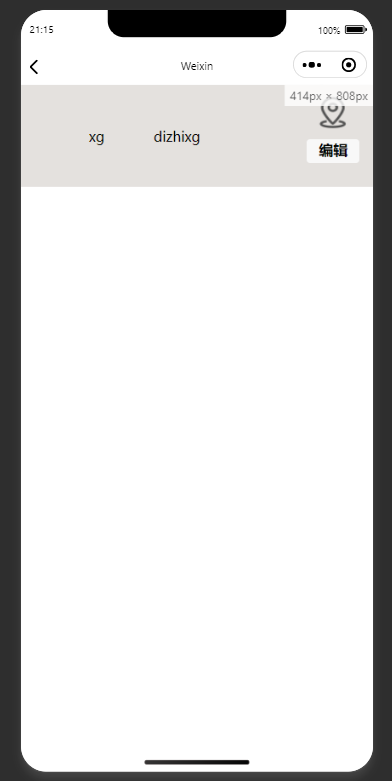 21:15 100%
Weixin
414px × 808px
xg dizhixg
编辑